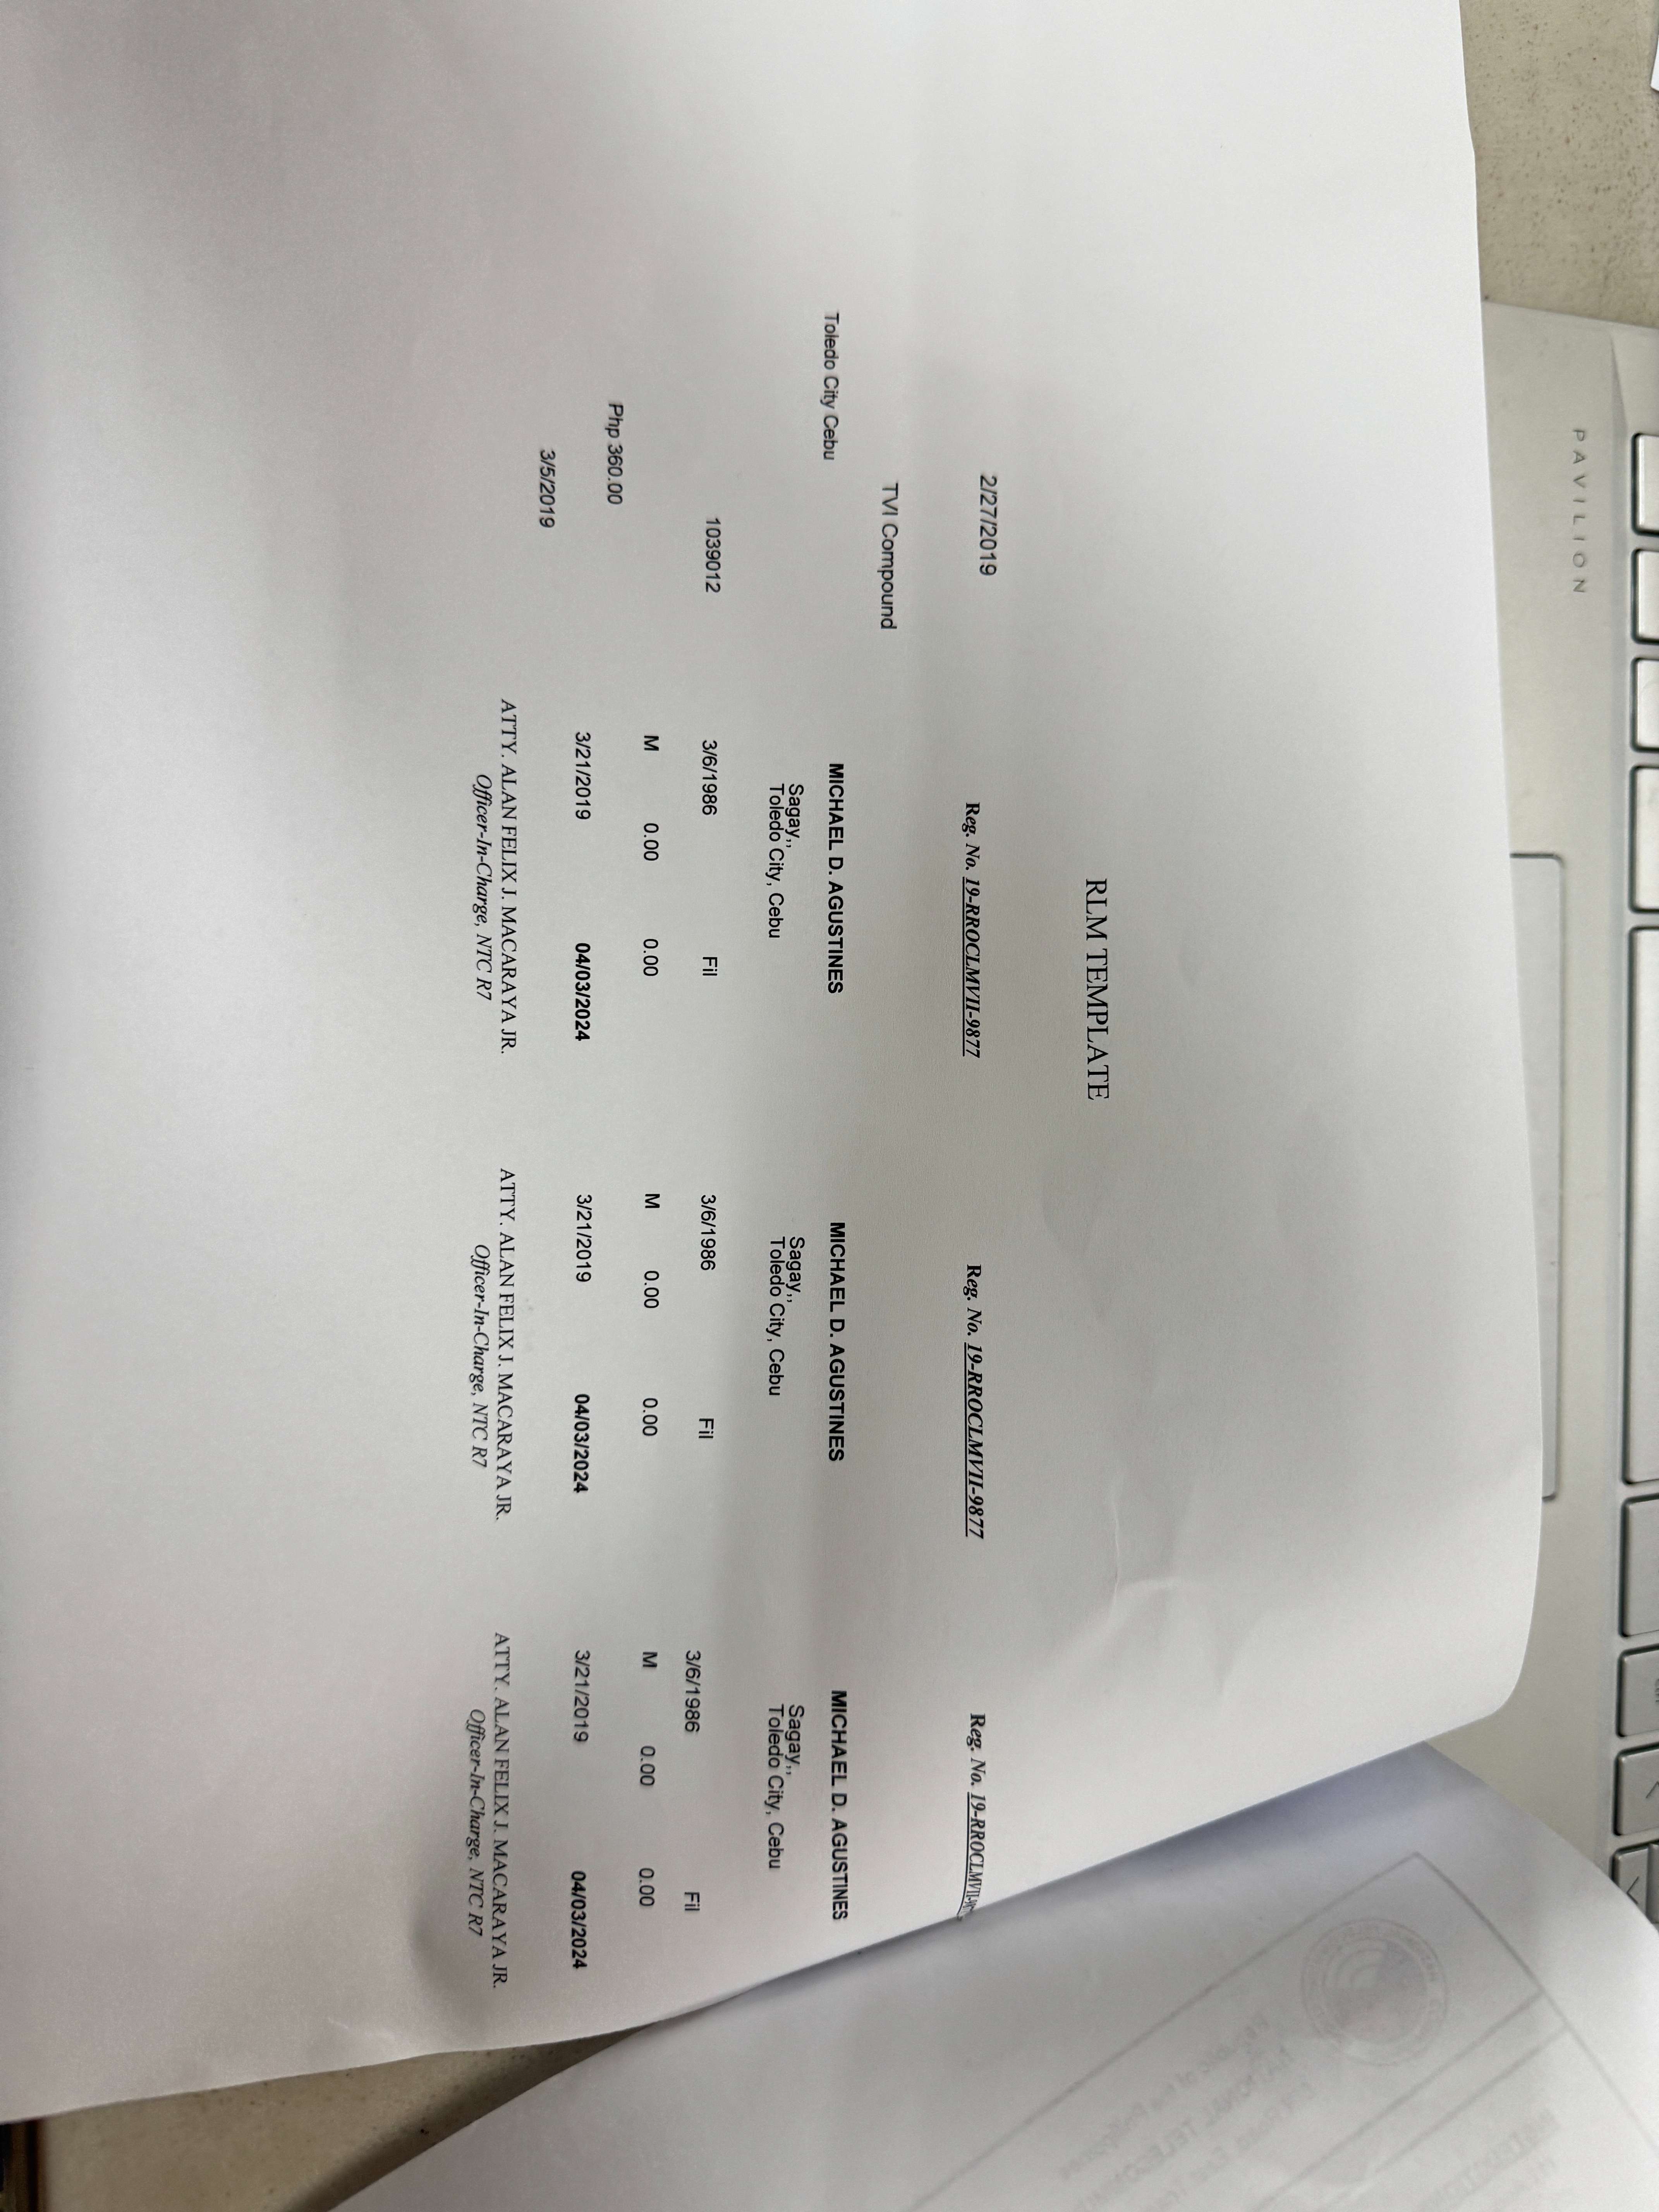 PAVILION
RLM TEMPLATE
2/27/2019 Reg. No. 19-RROCLMVII-9877 Reg. No. 19-RROCLMVII-9877 Reg. No. 19-RROCLMVII-
TVI Compound
Toledo City Cebu MICHAEL D. AGUSTINES MICHAEL D. AGUSTINES MICHAEL D. AGUSTINES
Sagay,, Sagay,, Sagay,,
Toledo City, Cebu Toledo City, Cebu Toledo City, Cebu
1039012 3/6/1986 Fil 3/6/1986 Fil 3/6/1986 Fil
M 0.00 0.00 M 0.00 0.00 M 0.00 0.00
Php 360.00
3/21/2019 04/03/2024 3/21/2019 04/03/2024 3/21/2019 04/03/2024
3/5/2019
ATTY. ALAN FELIX J. MACARAYA JR. ATTY. ALAN FELIX J. MACARAYA JR. ATTY. ALAN FELIX J. MACARAYA JR.
Officer-In-Charge, NTC R7 Officer-In-Charge, NTC R7 Officer-In-Charge, NTC R7